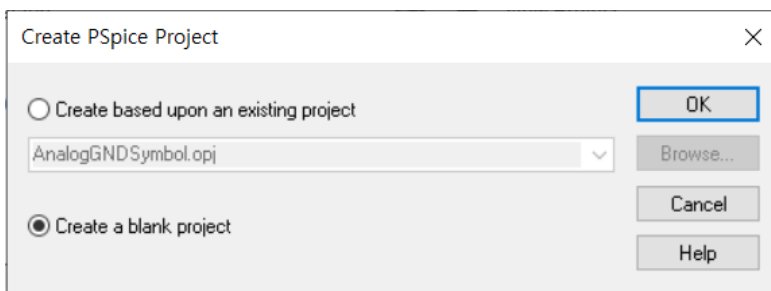 Create PSpice Project
Create based upon an existing project
OK
AnalogGNDSymbol.opj
Browse...
Cancel
Create a blank project
Help